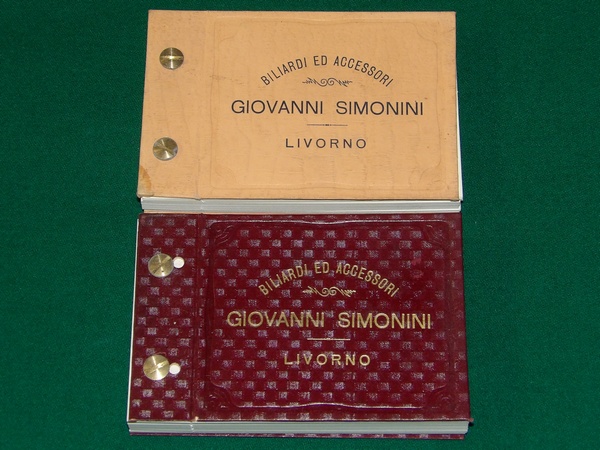 BILIARDI ED ACCESSORI
GIOVANNI SIMONINI
LIVORNO
BILIARDI ED ACCESSORI
GIOVANNI SIMONINI
LIVORNO